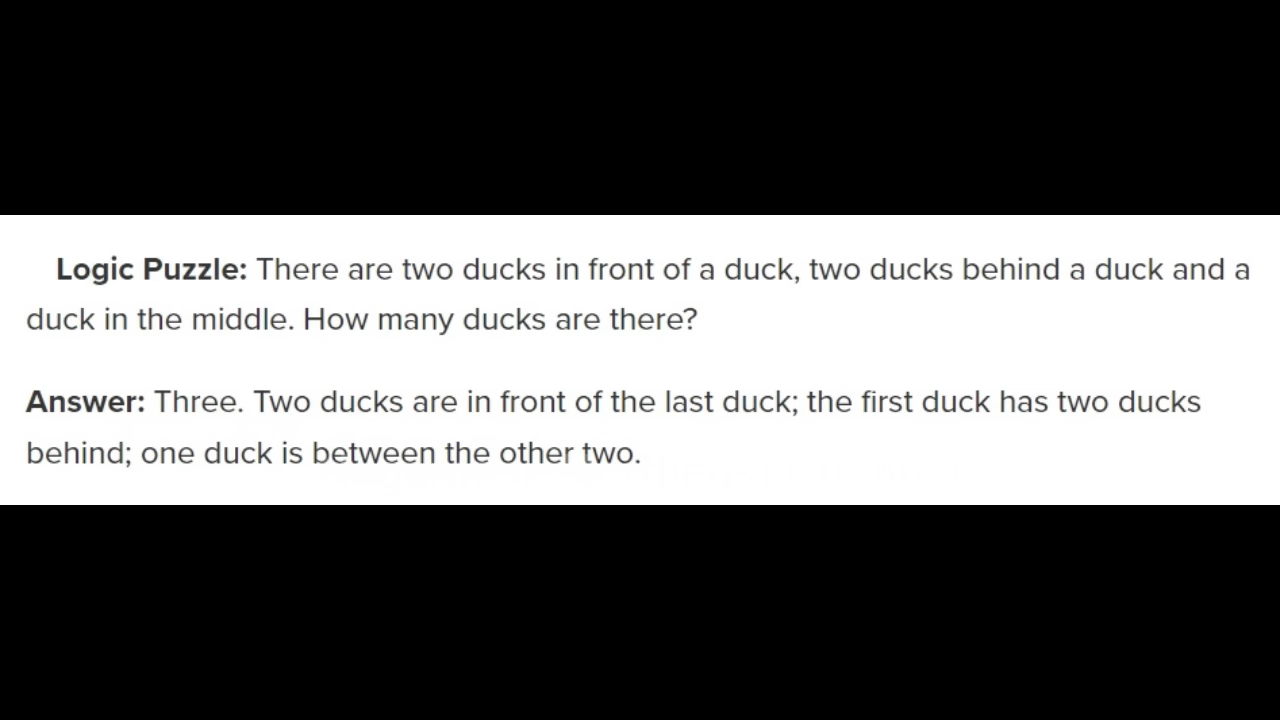 Logic Puzzle: There are two ducks in front of a duck, two ducks behind a duck and a
duck in the middle. How many ducks are there?
Answer: Three. Two ducks are in front of the last duck; the first duck has two ducks
behind; one duck is between the other two.